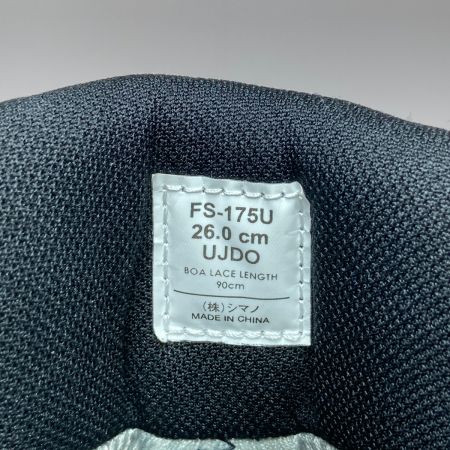 FS-175U
26.0 cm
UJDO
BOA LACE LENGTH
90cm
(株)シマノ
MADE IN CHINA